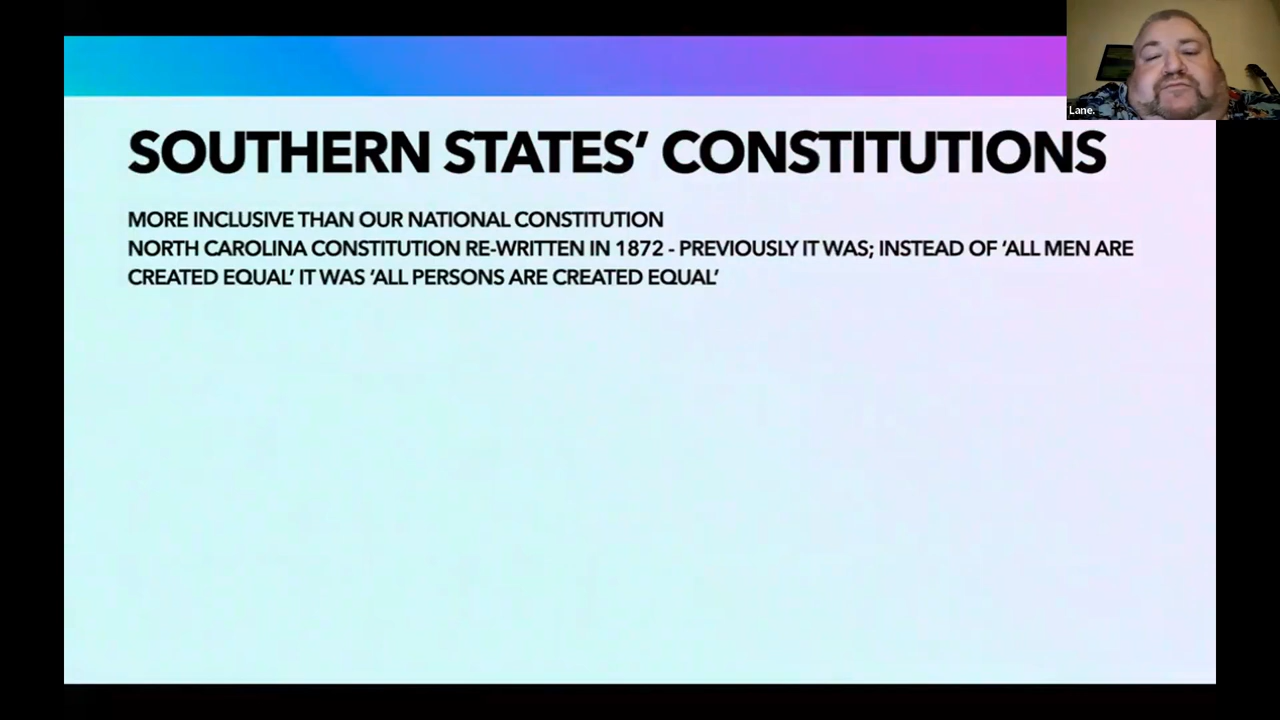 SOUTHERN STATES’ CONSTITUTIONS
MORE INCLUSIVE THAN OUR NATIONAL CONSTITUTION
NORTH CAROLINA CONSTITUTION RE-WRITTEN IN 1872 - PREVIOUSLY IT WAS; INSTEAD OF ‘ALL MEN ARE
CREATED EQUAL’ IT WAS ‘ALL PERSONS ARE CREATED EQUAL’
Lane.